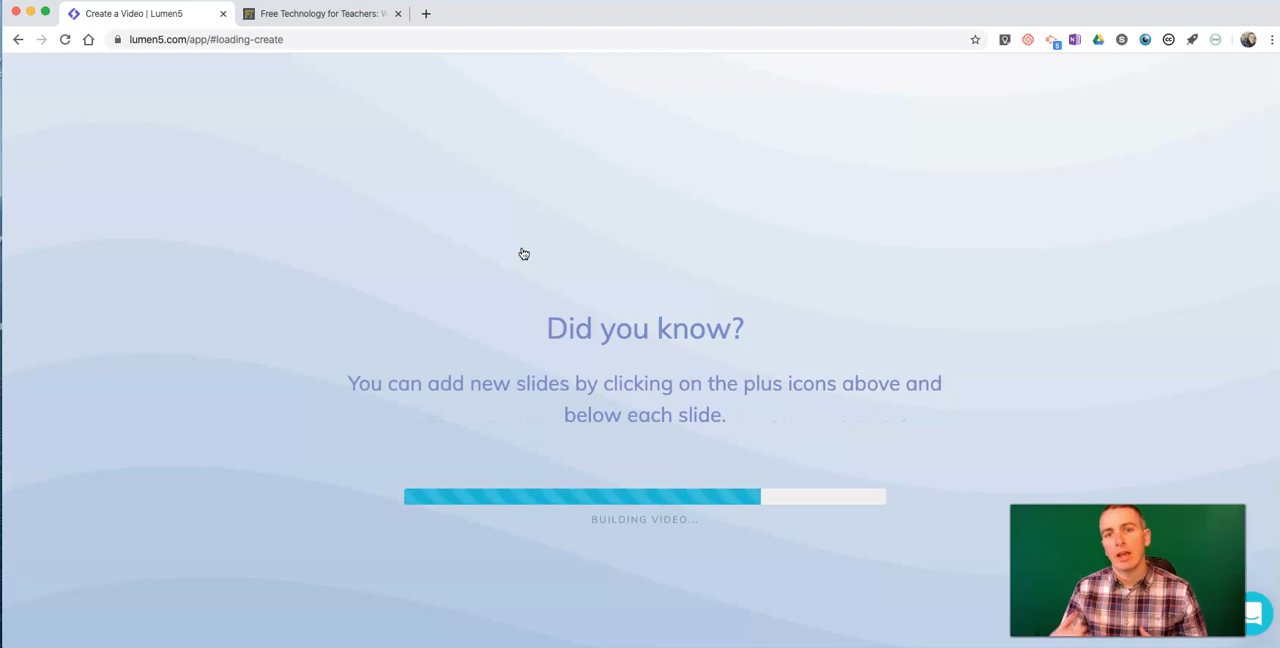 Create a Video | Lumen5
Free Technology for Teachers: W
lumen5.com/app/#loading-create
5
Did you know?
You can add new slides by clicking on the plus icons above and
below each slide.
BUILDING VIDEO...